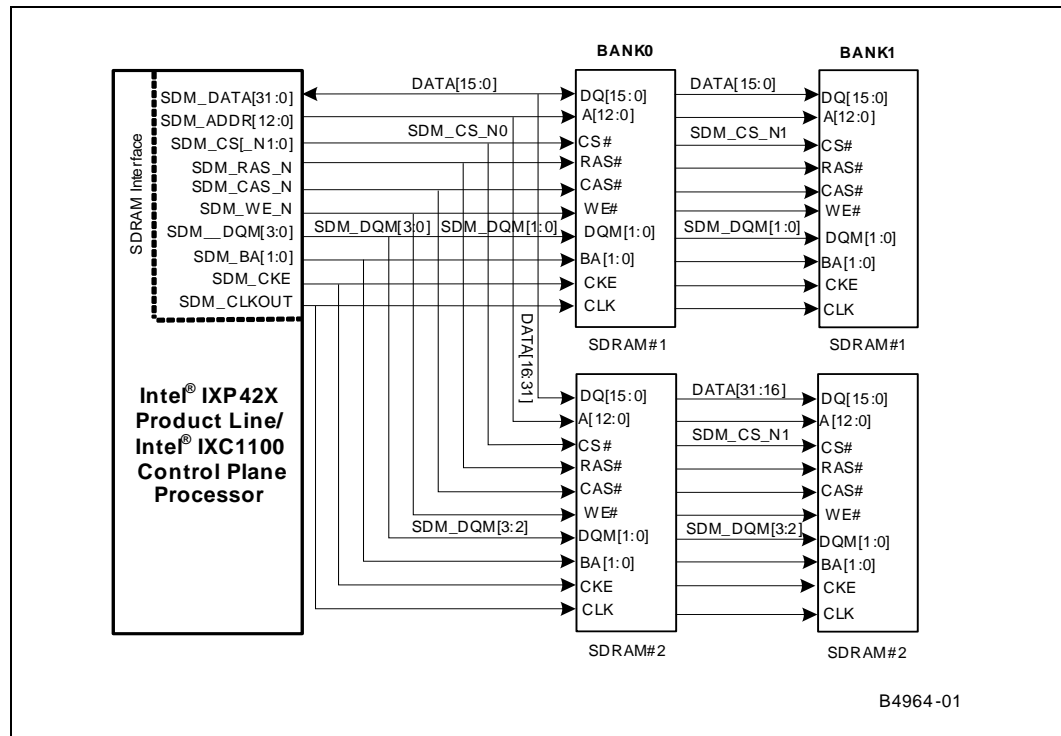 BANK0
BANK1
SDRAM Interface
SDM_DATA[31:0]
SDM_ADDR[12:0]
SDM_CS[_N1:0]
SDM_RAS_N
SDM_CAS_N
SDM_WE_N
SDM__DQM[3:0]
SDM_BA[1:0]
SDM_CKE
SDM_CLKOUT
Intel® IXP42X
Product Line/
Intel® IXC1100
Control Plane
Processor
DATA[15:0]
SDM_CS_N0
SDM_DQM[3:0]
SDM_DQM[1:0]
DATA[16:31]
DQ[15:0]
A[12:0]
CS#
RAS#
CAS#
WE#
DQM[1:0]
BA[1:0]
CKE
CLK
SDRAM#1
DATA[15:0]
SDM_CS_N1
SDM_DQM[1:0]
DQ[15:0]
A[12:0]
CS#
RAS#
CAS#
WE#
DQM[1:0]
BA[1:0]
CKE
CLK
SDRAM#1
SDM_DQM[3:2]
DQ[15:0]
A[12:0]
CS#
RAS#
CAS#
WE#
DQM[1:0]
BA[1:0]
CKE
CLK
SDRAM#2
DATA[31:16]
SDM_CS_N1
SDM_DQM[3:2]
DQ[15:0]
A[12:0]
CS#
RAS#
CAS#
WE#
DQM[1:0]
BA[1:0]
CKE
CLK
SDRAM#2
B4964-01